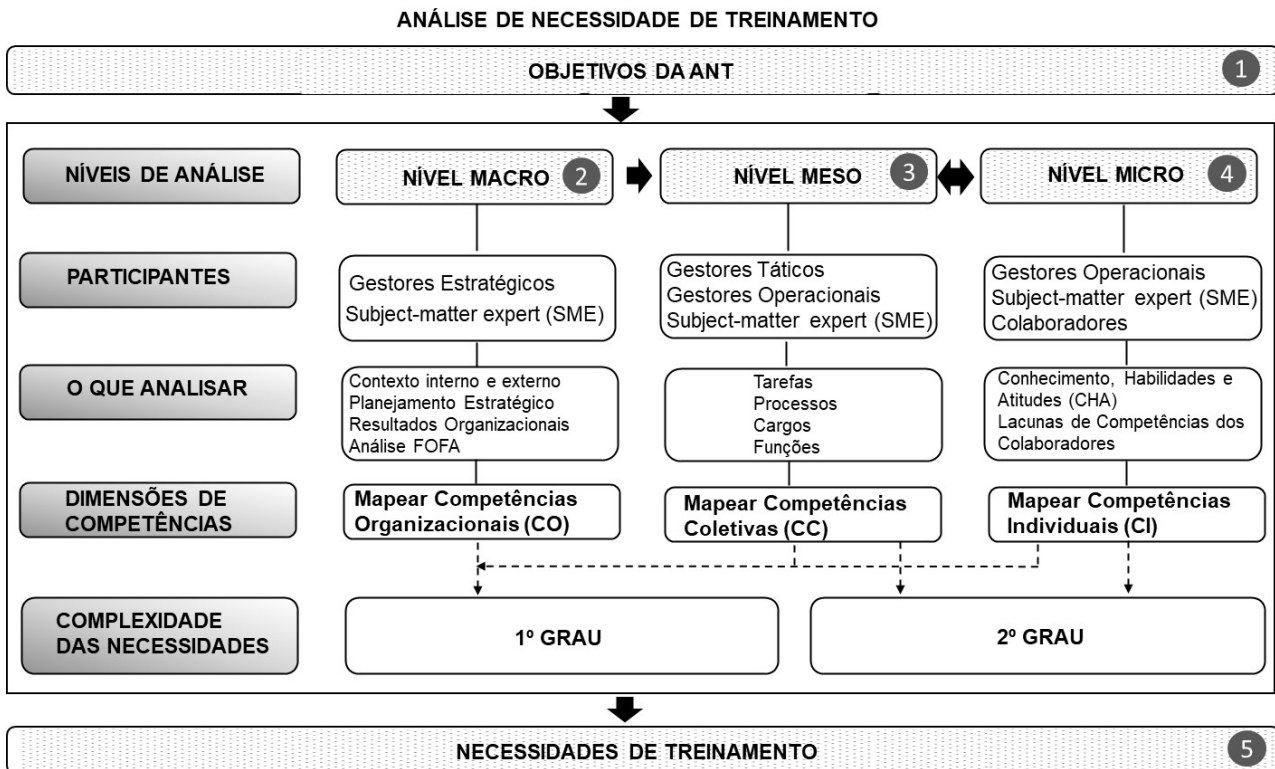 ANÁLISE DE NECESSIDADE DE TREINAMENTO
OBJETIVOS DA ANT
1
NÍVEIS DE ANÁLISE
NÍVEL MACRO
2
NÍVEL MESO
3
NÍVEL MICRO
4
PARTICIPANTES
Gestores Estratégicos
Subject-matter expert (SME)
Gestores Táticos
Gestores Operacionais
Subject-matter expert (SME)
Gestores Operacionais
Subject-matter expert (SME)
Colaboradores
O QUE ANALISAR
Contexto interno e externo
Planejamento Estratégico
Resultados Organizacionais
Análise FOFA
Tarefas
Processos
Cargos
Funções
Conhecimento, Habilidades e
Atitudes (CHA)
Lacunas de Competências dos
Colaboradores
DIMENSÕES DE
COMPETÊNCIAS
Mapear Competências
Organizacionais (CO)
Mapear Competências
Coletivas (CC)
Mapear Competências
Individuais (CI)
COMPLEXIDADE
DAS NECESSIDADES
1º GRAU
2º GRAU
NECESSIDADES DE TREINAMENTO
5